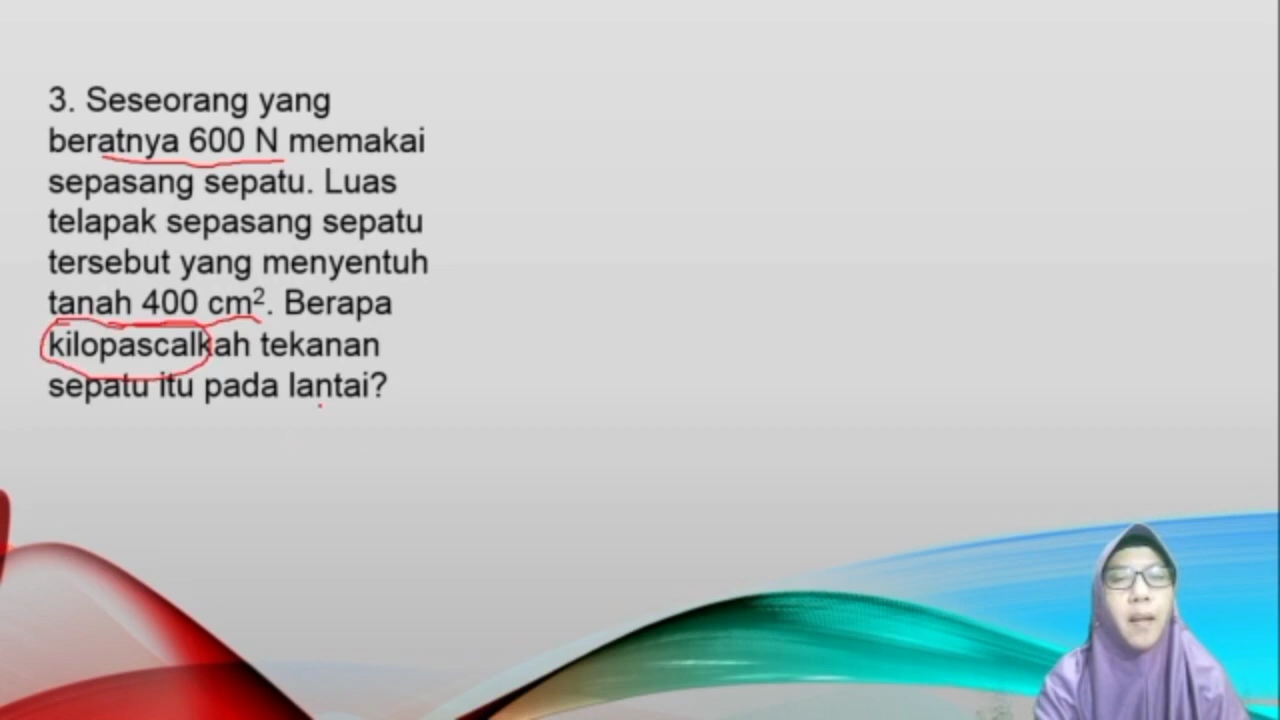 3. Seseorang yang
beratnya 600 N memakai
sepasang sepatu. Luas
telapak sepasang sepatu
tersebut yang menyentuh
tanah 400 cm². Berapa
kilopascalkah tekanan
sepatu itu pada lantai?